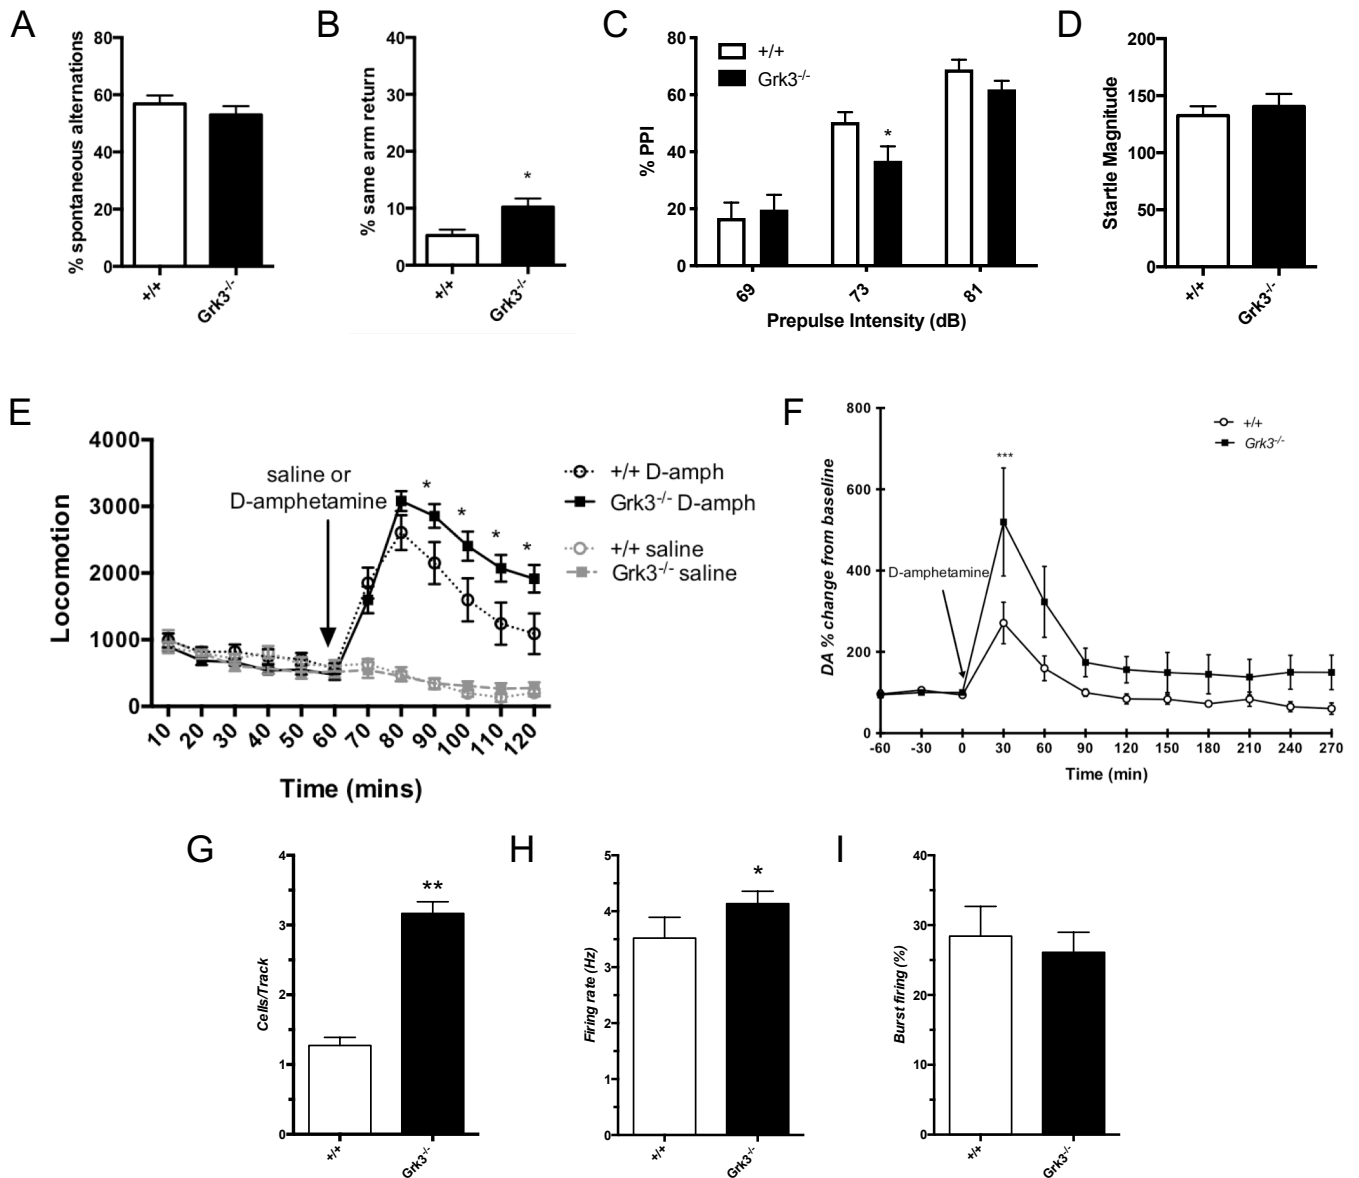 A
% spontaneous alternations
80
60
40
20
0
+/+
Grk3-/-
B
% same arm return
40
30
20
10
0
*
+/+
Grk3-/-
C
% PPI
80
60
40
20
0
+/+
Grk3-/-
*
69
73
81
Prepulse Intensity (dB)
D
Startle Magnitude
200
150
100
50
0
+/+
Grk3-/-
E
Locomotion
4000
3000
2000
1000
0
saline or
D-amphetamine
* * * *
+/+ D-amph
Grk3-/- D-amph
+/+ saline
Grk3-/- saline
10 20 30 40 50 60 70 80 90 100 110 120
Time (mins)
F
DA % change from baseline
800
600
400
200
0
D-amphetamine
***
+/+
Grk3-/-
-60 -30 0 30 60 90 120 150 180 210 240 270
Time (min)
G
Cells/Track
4
3
2
1
0
**
+/+
Grk3-/-
H
Firing rate (Hz)
5
4
3
2
1
0
*
+/+
Grk3-/-
I
Burst firing (%)
40
30
20
10
0
+/+
Grk3-/-